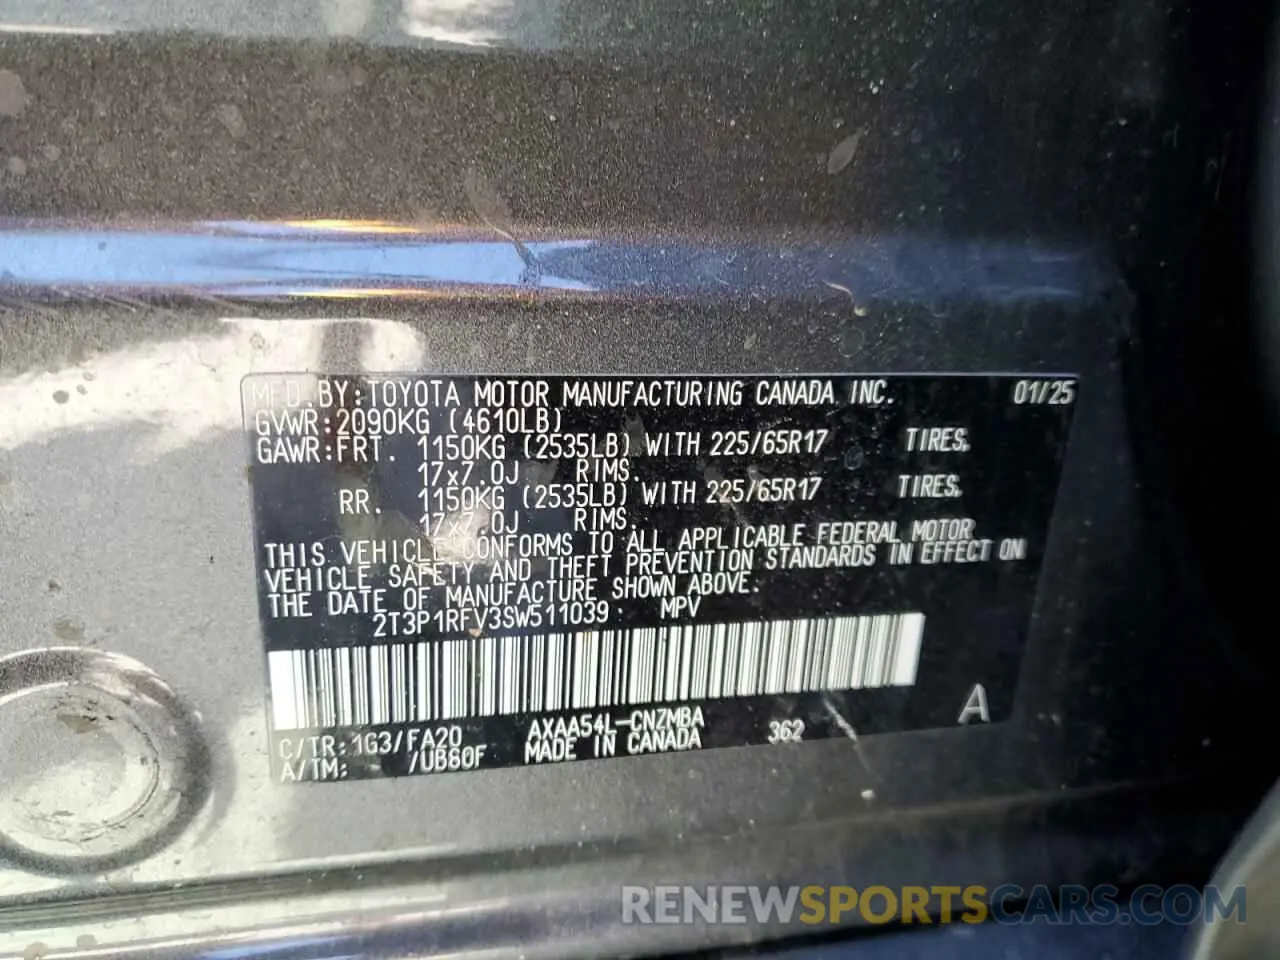 MFD.BY:TOYOTA MOTOR MANUFACTURING CANADA INC. 01/25
GVWR:2090KG (4610LB)
GAWR:FRT. 1150KG (2535LB) WITH 225/65R17 TIRES,
17x7.0J RIMS.
RR. 1150KG (2535LB) WITH 225/65R17 TIRES,
17x7.0J RIMS.
THIS VEHICLE CONFORMS TO ALL APPLICABLE FEDERAL MOTOR
VEHICLE SAFETY AND THEFT PREVENTION STANDARDS IN EFFECT ON
THE DATE OF MANUFACTURE SHOWN ABOVE.
2T3P1RFV3SW511039 MPV
A
C/TR:1G3/FA20 AXAA54L-CNZMBA 362
A/TM: /UB80F MADE IN CANADA
RENEWSPORTSCARS.COM